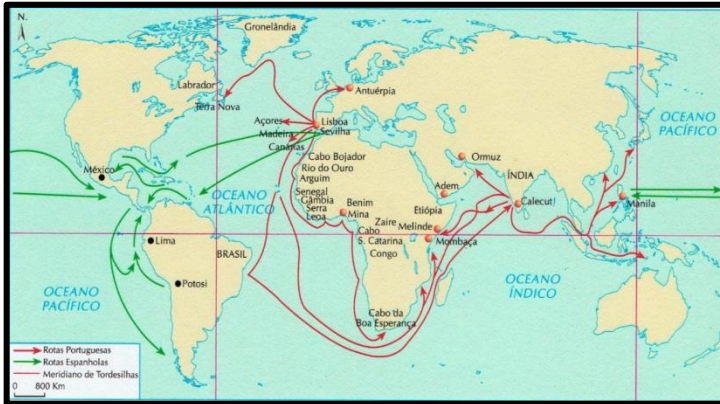 N.
Gronelândia
Labrador
Terra Nova
Antuérpia
Açores
Lisboa
Sevilha
Madeira
Canárias
OCEANO
PACÍFICO
México
Cabo Bojador
Rio do Ouro
Arguim
Ormuz
ÍNDIA
OCEANO
ATLÂNTICO
Senegal
Gâmbia
Serra
Leoa
Benim
Mina
Adem
Etiópia
Calecut
Manila
Zaire
Melinde
Cabo
S. Catarina
Congo
Mombaça
Lima
BRASIL
Potosi
OCEANO
PACÍFICO
OCEANO
ÍNDICO
Cabo da
Boa Esperança
Rotas Portuguesas
Rotas Espanholas
Meridiano de Tordesilhas
0 800 Km